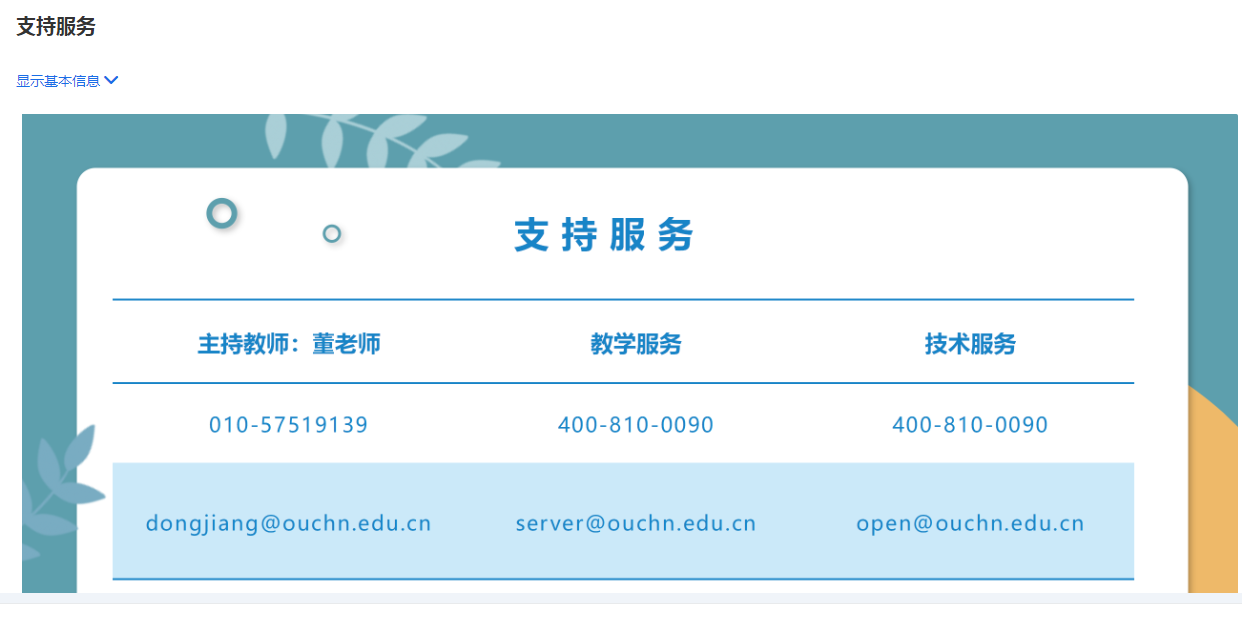 支持服务
显示基本信息
支持服务
主持教师：董老师 教学服务 技术服务
010-57519139 400-810-0090 400-810-0090
dongjiang@ouchn.edu.cn server@ouchn.edu.cn open@ouchn.edu.cn